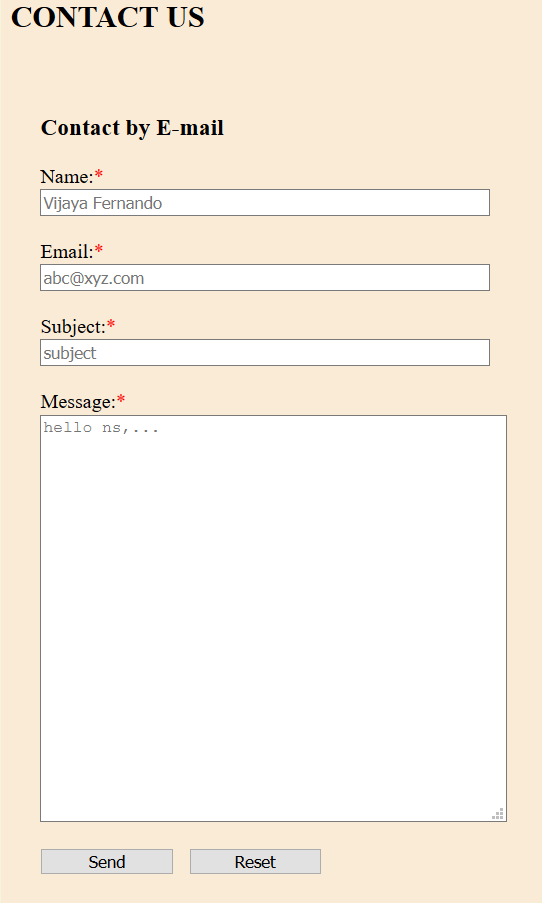 CONTACT US
Contact by E-mail
Name:*
Vijaya Fernando
Email:*
abc@xyz.com
Subject:*
subject
Message:*
hello ns,...
Send Reset